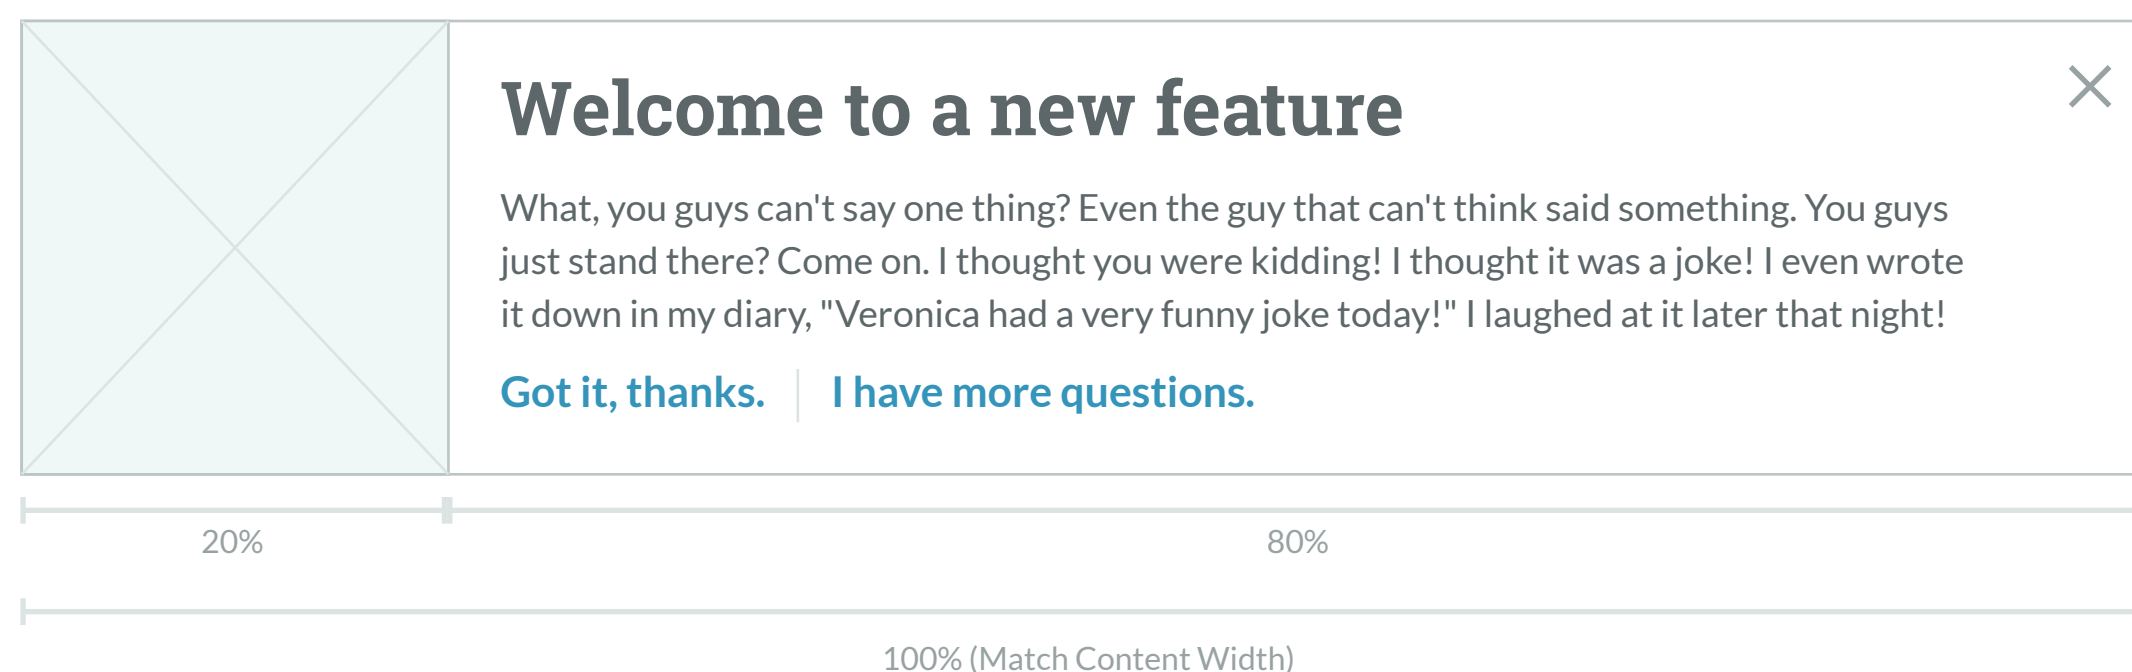 Welcome to a new feature
What, you guys can't say one thing? Even the guy that can't think said something. You guys
just stand there? Come on. I thought you were kidding! I thought it was a joke! I even wrote
it down in my diary, "Veronica had a very funny joke today!" I laughed at it later that night!
Got it, thanks. I have more questions.
20% 80%
100% (Match Content Width)